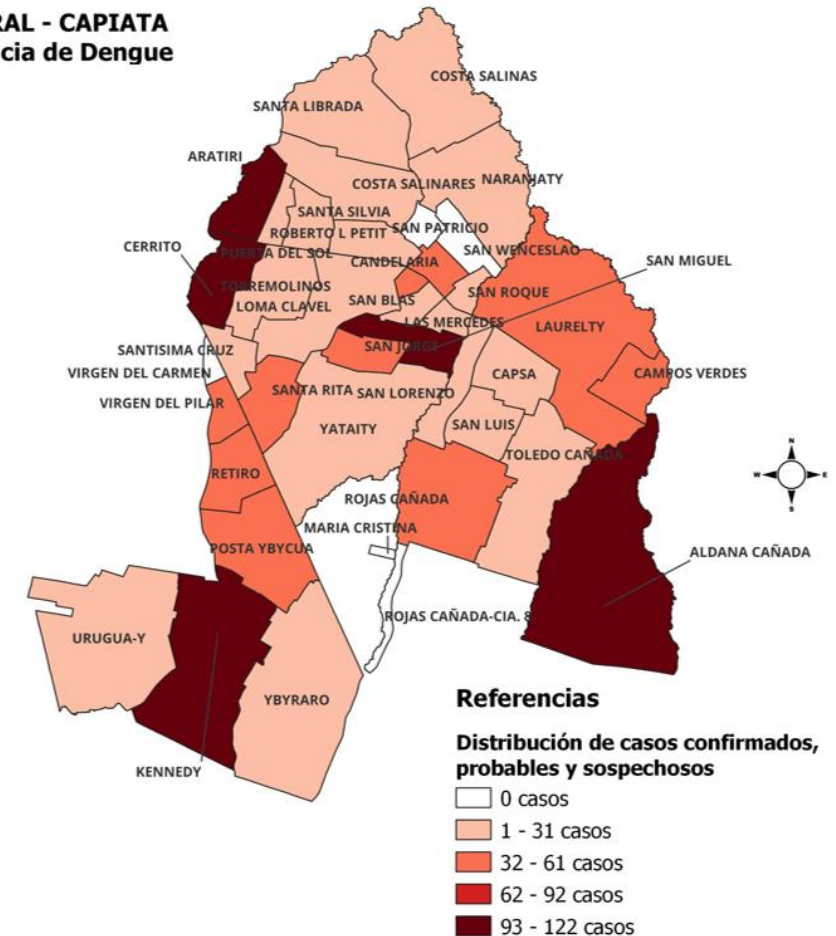 RAL - CAPIATA
cia de Dengue
COSTA SALINAS
SANTA LIBRADA
ARATIRI
COSTA SALINARES
NARANJATY
SANTA SILVIA
ROBERTO L PETIT
SAN PATRICIO
CERRITO
PUERTA DEL SOL
CANDELARIA
SAN WENCESLAO
SAN MIGUEL
TORREMOLINOS
SAN BLAS
SAN ROQUE
LOMA CLAVEL
LAS MERCEDES
LAURELTY
SANTISIMA CRUZ
SAN JORGE
VIRGEN DEL CARMEN
CAPSA
CAMPOS VERDES
VIRGEN DEL PILAR
SANTA RITA
SAN LORENZO
YATAITY
SAN LUIS
TOLEDO CAÑADA
RETIRO
N
W
E
S
ROJAS CAÑADA
MARIA CRISTINA
POSTA YBYCUA
ALDANA CAÑADA
ROJAS CAÑADA-CIA. 8
URUGUA-Y
YBYRARO
KENNEDY
Referencias
Distribución de casos confirmados,
probables y sospechosos
0 casos
1 - 31 casos
32 - 61 casos
62 - 92 casos
93 - 122 casos